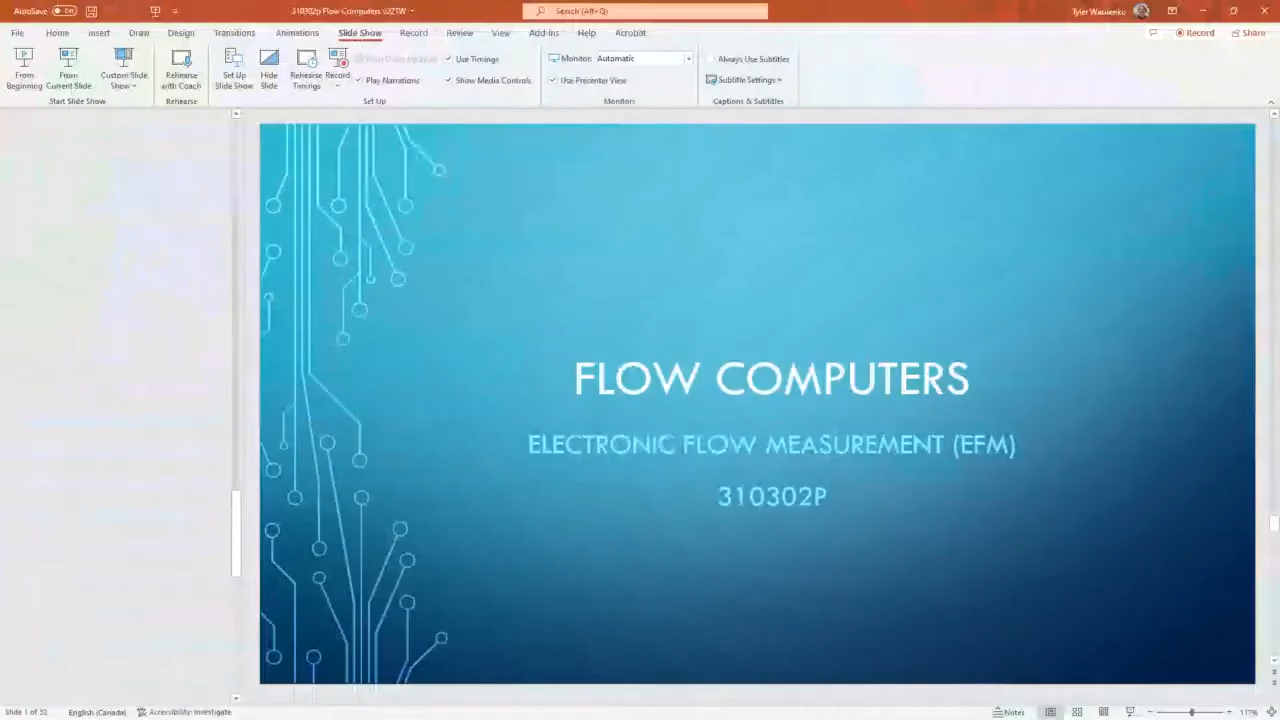 AutoSave Off
310302p Flow Computers v22TW
Search (Alt+Q)
Tyler Wasilenko
File Home Insert Draw Design Transitions Animations Slide Show Record Review View Add-ins Help Acrobat
Record Share
From Beginning
From Current Slide
Custom Slide Show
Rehearse with Coach
Set Up Slide Show
Hide Slide
Rehearse Timings
Record
Play Narrations
Use Timings
Show Media Controls
Monitor: Automatic
Use Presenter View
Always Use Subtitles
Subtitle Settings
Start Slide Show Rehearse Set Up Monitors Captions & Subtitles
FLOW COMPUTERS
ELECTRONIC FLOW MEASUREMENT (EFM)
310302P
Slide 1 of 32 English (Canada) Accessibility: Investigate
Notes
117%